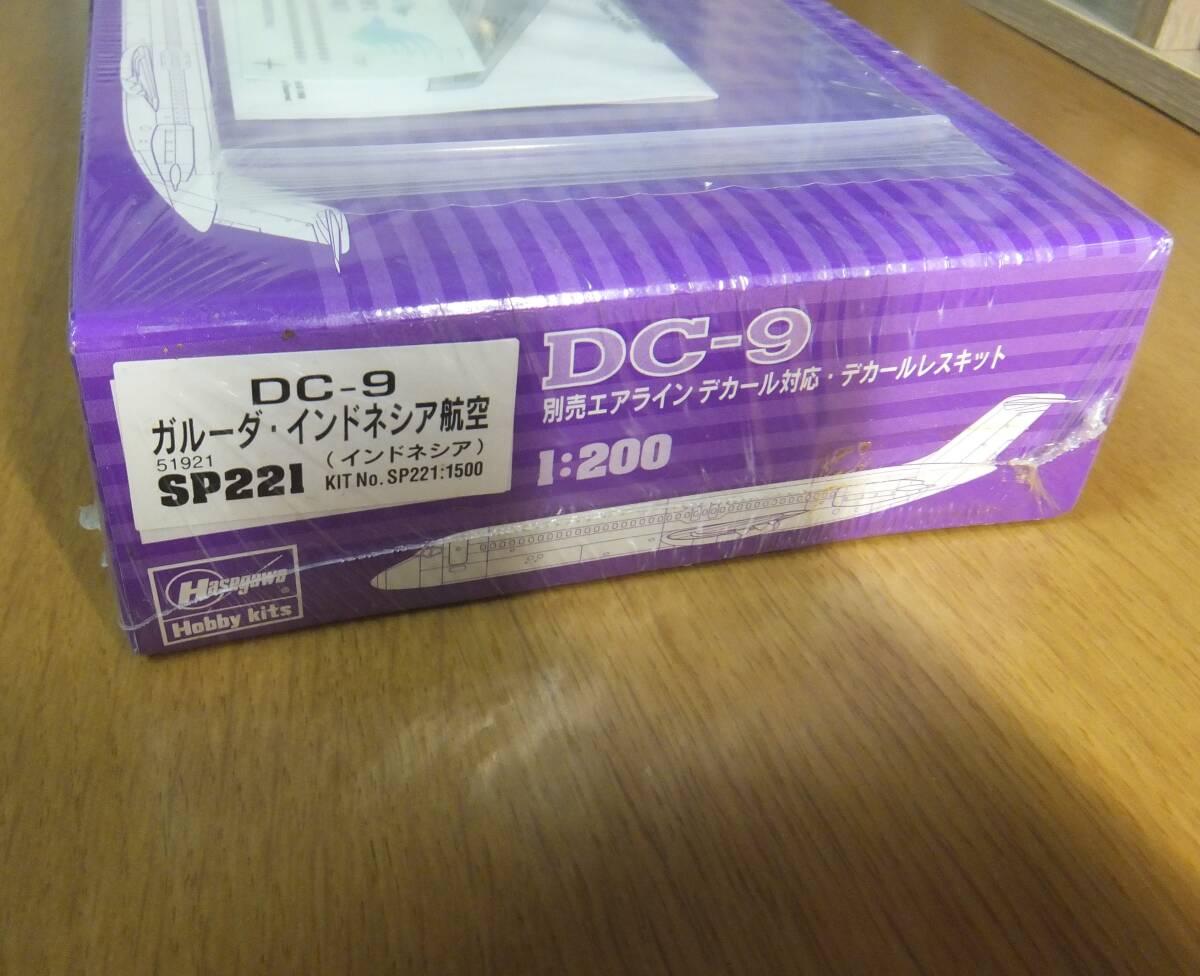 DC-9
ガルーダ・インドネシア航空
51921
(インドネシア)
SP221
KIT No. SP221:1500
DC-9
別売エアラインデカール対応・デカールレスキット
1:200
Hasegawa
Hobby kits